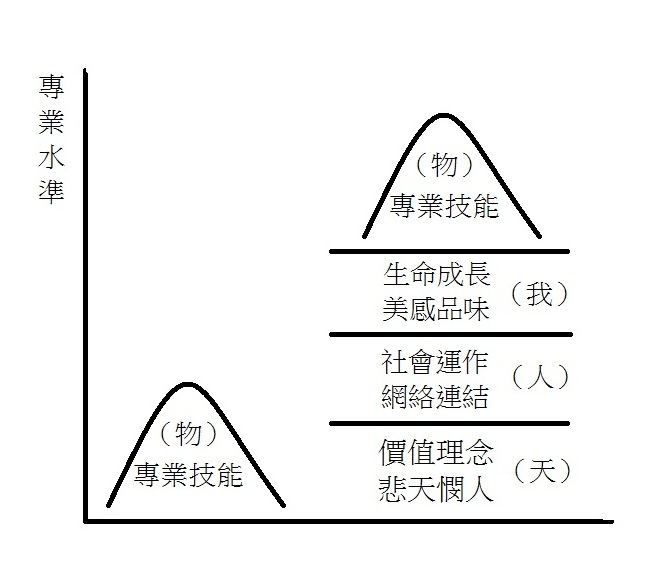 專業水準
（物）
專業技能
生命成長
美感品味
（我）
社會運作
網絡連結
（人）
價值理念
悲天憫人
（天）
（物）
專業技能